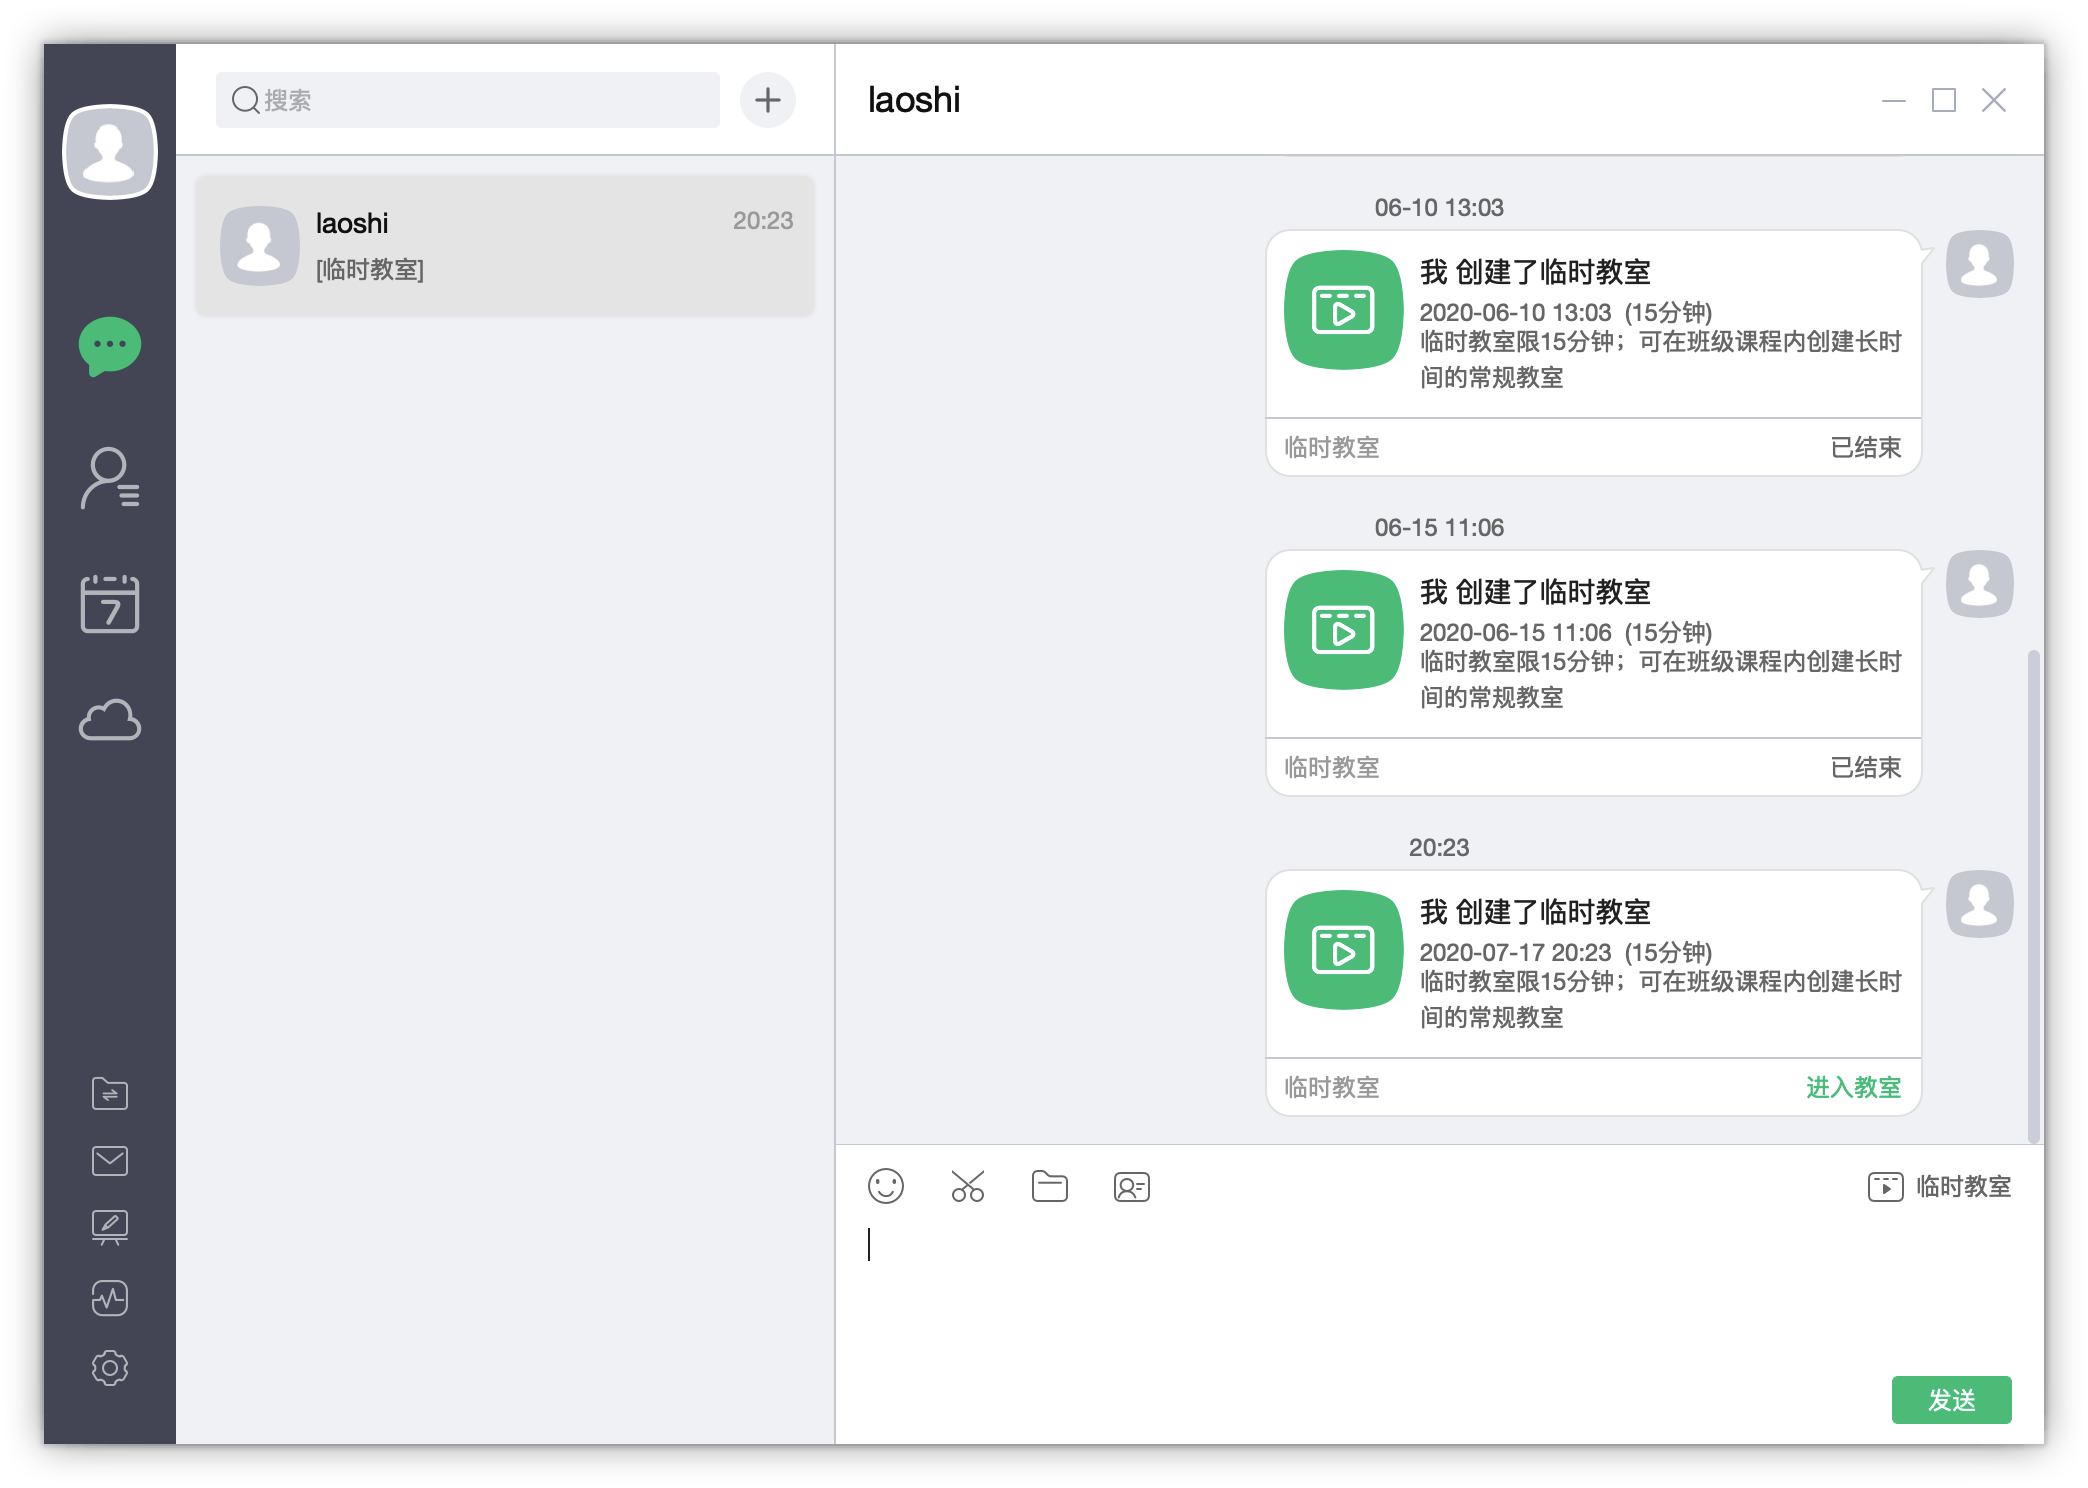 搜索
laoshi
20:23
[临时教室]
laoshi
06-10 13:03
我 创建了临时教室
2020-06-10 13:03 (15分钟)
临时教室限15分钟；可在班级课程内创建长时
间的常规教室
临时教室
已结束
06-15 11:06
我 创建了临时教室
2020-06-15 11:06 (15分钟)
临时教室限15分钟；可在班级课程内创建长时
间的常规教室
临时教室
已结束
20:23
我 创建了临时教室
2020-07-17 20:23 (15分钟)
临时教室限15分钟；可在班级课程内创建长时
间的常规教室
临时教室
进入教室
临时教室
发送
7